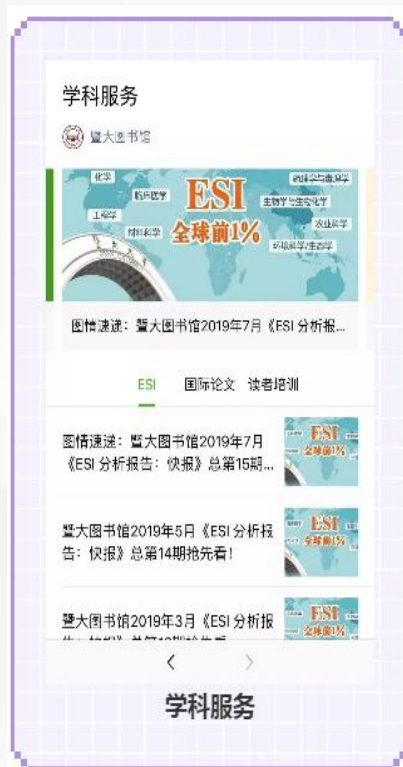 学科服务
暨大图书馆
化学
临床医学
工程学
材料科学
ESI
全球前1%
药理学与毒理学
生物学与生物化学
农业科学
环境科学/生态学
图情速递：暨大图书馆2019年7月《ESI 分析报...
ESI 国际论文 读者培训
图情速递：暨大图书馆2019年7月
《ESI 分析报告：快报》总第15期...
ESI
全球前1%
暨大图书馆2019年5月《ESI 分析报
告：快报》总第14期抢先看！
ESI
全球前1%
暨大图书馆2019年3月《ESI 分析报
ESI
全球前1%
学科服务